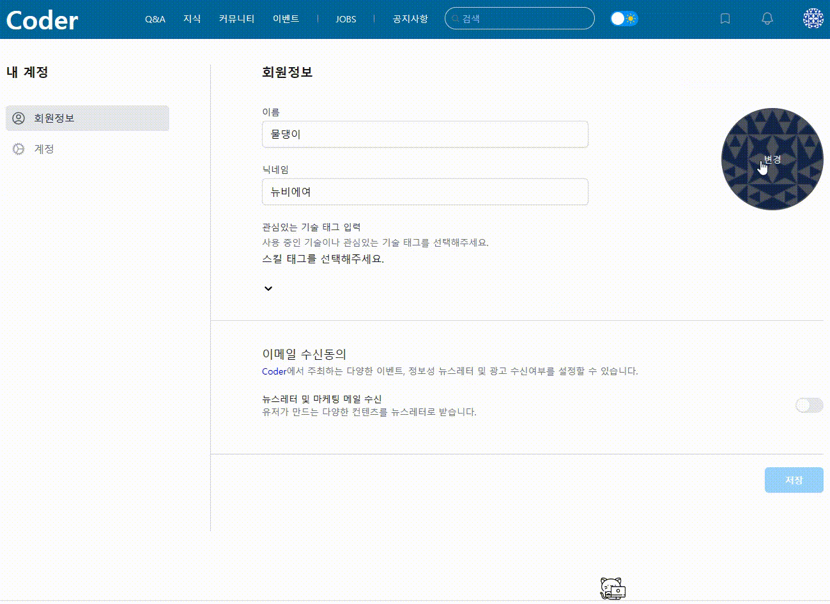 Coder
Q&A 지식 커뮤니티 이벤트 | JOBS | 공지사항 검색
내 계정
회원정보
계정
회원정보
이름
물댕이
닉네임
뉴비에여
변경
관심있는 기술 태그 입력
사용 중인 기술이나 관심있는 기술 태그를 선택해주세요.
스킬 태그를 선택해주세요.
이메일 수신동의
Coder에서 주최하는 다양한 이벤트, 정보성 뉴스레터 및 광고 수신여부를 설정할 수 있습니다.
뉴스레터 및 마케팅 메일 수신
유저가 만드는 다양한 컨텐츠를 뉴스레터로 받습니다.
저장